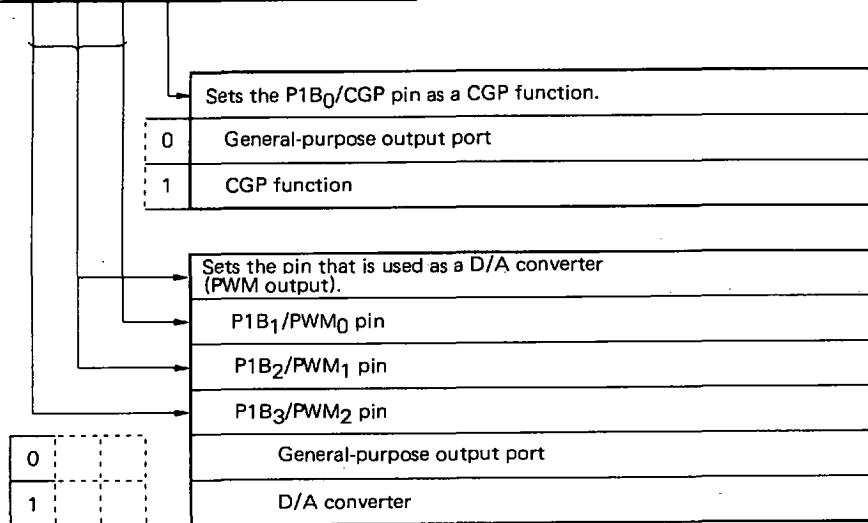 Sets the P1B0/CGP pin as a CGP function.
0 General-purpose output port
1 CGP function
Sets the pin that is used as a D/A converter
(PWM output).
P1B1/PWM0 pin
P1B2/PWM1 pin
P1B3/PWM2 pin
0 General-purpose output port
1 D/A converter